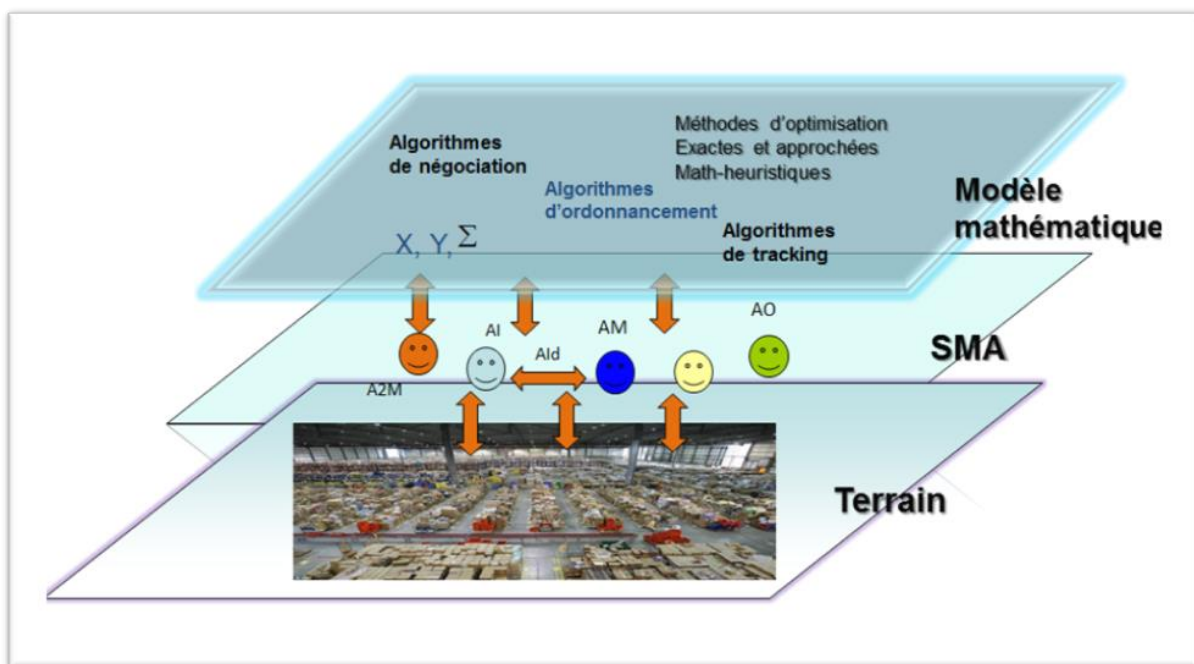 Algorithmes
de négociation
Méthodes d'optimisation
Exactes et approchées
Math-heuristiques
Algorithmes
d'ordonnancement
X, Y, Σ
Algorithmes
de tracking
Modèle
mathématique
AI
AId
AM
AO
A2M
SMA
Terrain